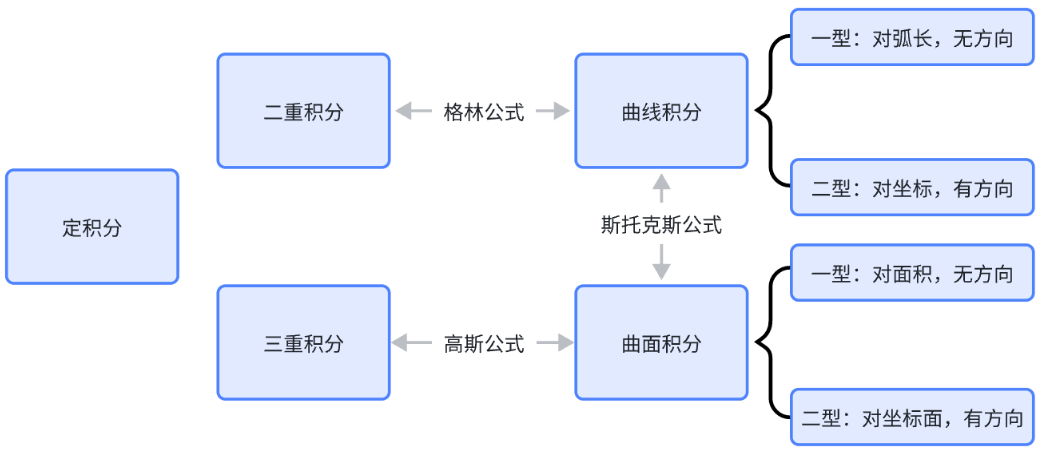 定积分
二重积分
格林公式
曲线积分
一型：对弧长，无方向
二型：对坐标，有方向
斯托克斯公式
三重积分
高斯公式
曲面积分
一型：对面积，无方向
二型：对坐标面，有方向